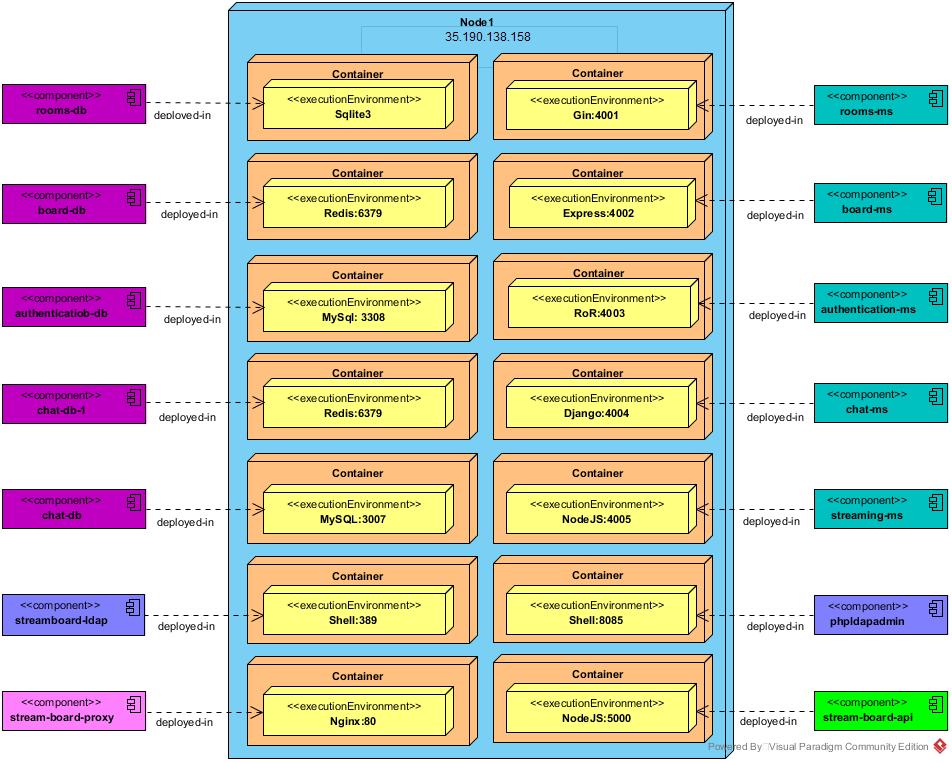 Node1
35.190.138.158
<<component>>
rooms-db
deployed-in
Container
<<executionEnvironment>>
Sqlite3
Container
<<executionEnvironment>>
Gin:4001
deployed-in
<<component>>
rooms-ms
<<component>>
board-db
deployed-in
Container
<<executionEnvironment>>
Redis:6379
Container
<<executionEnvironment>>
Express:4002
deployed-in
<<component>>
board-ms
<<component>>
authenticatiob-db
deployed-in
Container
<<executionEnvironment>>
MySql: 3308
Container
<<executionEnvironment>>
RoR:4003
deployed-in
<<component>>
authentication-ms
<<component>>
chat-db-1
deployed-in
Container
<<executionEnvironment>>
Redis:6379
Container
<<executionEnvironment>>
Django:4004
deployed-in
<<component>>
chat-ms
<<component>>
chat-db
deployed-in
Container
<<executionEnvironment>>
MySQL:3007
Container
<<executionEnvironment>>
NodeJS:4005
deployed-in
<<component>>
streaming-ms
<<component>>
streamboard-ldap
deployed-in
Container
<<executionEnvironment>>
Shell:389
Container
<<executionEnvironment>>
Shell:8085
deployed-in
<<component>>
phpldapadmin
<<component>>
stream-board-proxy
deployed-in
Container
<<executionEnvironment>>
Nginx:80
Container
<<executionEnvironment>>
NodeJS:5000
deployed-in
<<component>>
stream-board-api
Powered By Visual Paradigm Community Edition